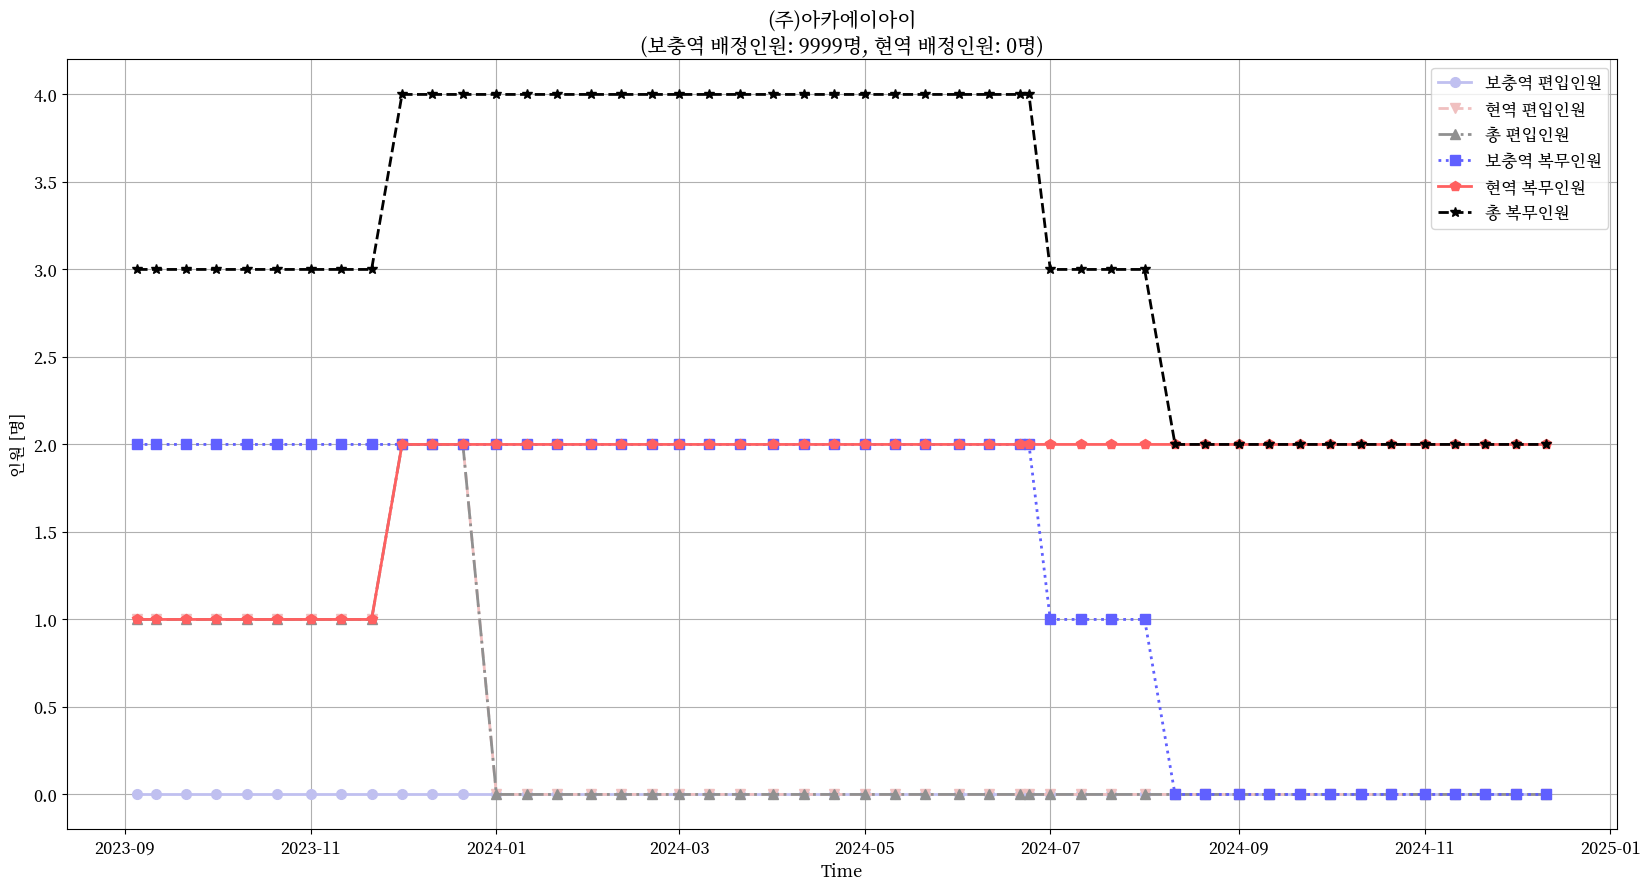 (주)아카에이아이
(보충역 배정인원: 9999명, 현역 배정인원: 0명)
보충역 편입인원
현역 편입인원
총 편입인원
보충역 복무인원
현역 복무인원
총 복무인원
인원 [명]
4.0
3.5
3.0
2.5
2.0
1.5
1.0
0.5
0.0
2023-09 2023-11 2024-01 2024-03 2024-05 2024-07 2024-09 2024-11 2025-01
Time